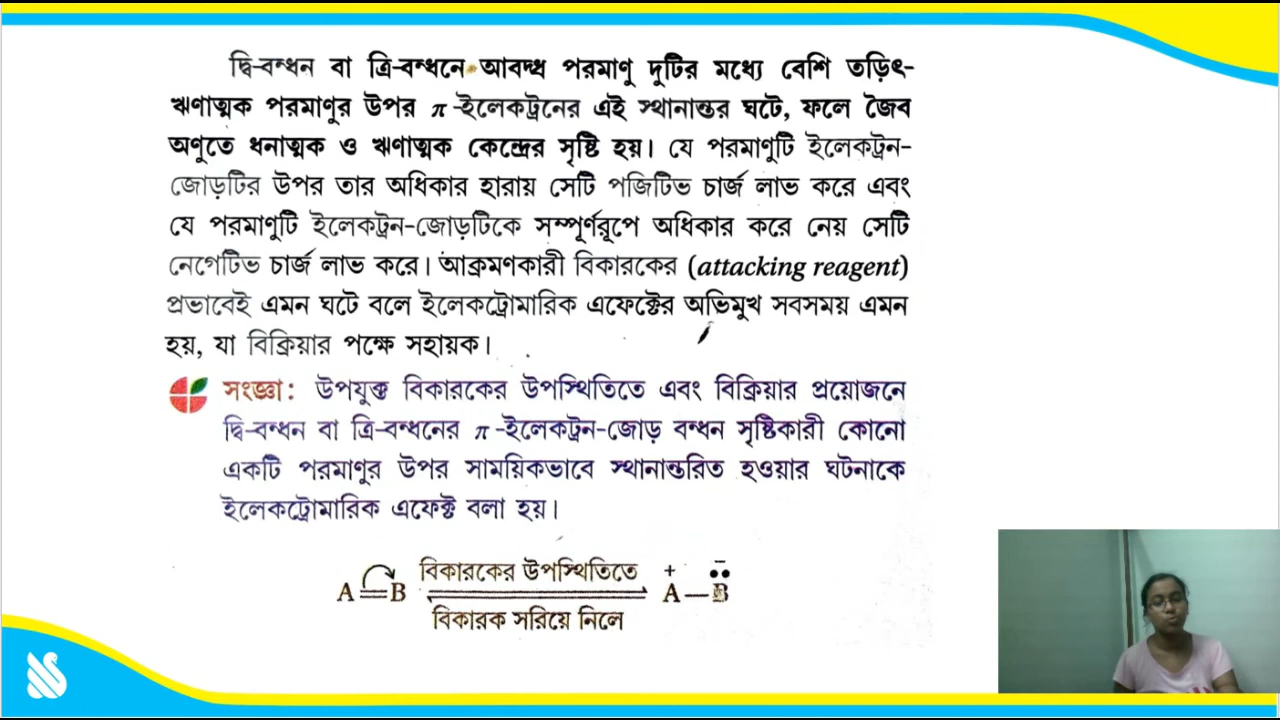 দ্বি-বন্ধন বা ত্রি-বন্ধনে আবদ্ধ পরমাণু দুটির মধ্যে বেশি তড়িৎ-
ঋণাত্মক পরমাণুর উপর π-ইলেকট্রনের এই স্থানান্তর ঘটে, ফলে জৈব
অণুতে ধনাত্মক ও ঋণাত্মক কেন্দ্রের সৃষ্টি হয়। যে পরমাণুটি ইলেকট্রন-
জোড়টির উপর তার অধিকার হারায় সেটি পজিটিভ চার্জ লাভ করে এবং
যে পরমাণুটি ইলেকট্রন-জোড়টিকে সম্পূর্ণরূপে অধিকার করে নেয় সেটি
নেগেটিভ চার্জ লাভ করে। আক্রমণকারী বিকারকের (attacking reagent)
প্রভাবেই এমন ঘটে বলে ইলেকট্রোমারিক এফেক্টের অভিমুখ সবসময় এমন
হয়, যা বিক্রিয়ার পক্ষে সহায়ক।
সংজ্ঞা: উপযুক্ত বিকারকের উপস্থিতিতে এবং বিক্রিয়ার প্রয়োজনে
দ্বি-বন্ধন বা ত্রি-বন্ধনের π-ইলেকট্রন-জোড় বন্ধন সৃষ্টিকারী কোনো
একটি পরমাণুর উপর সাময়িকভাবে স্থানান্তরিত হওয়ার ঘটনাকে
ইলেকট্রোমারিক এফেক্ট বলা হয়।
বিকারকের উপস্থিতিতে + –
A=B A—B̈
বিকারক সরিয়ে নিলে